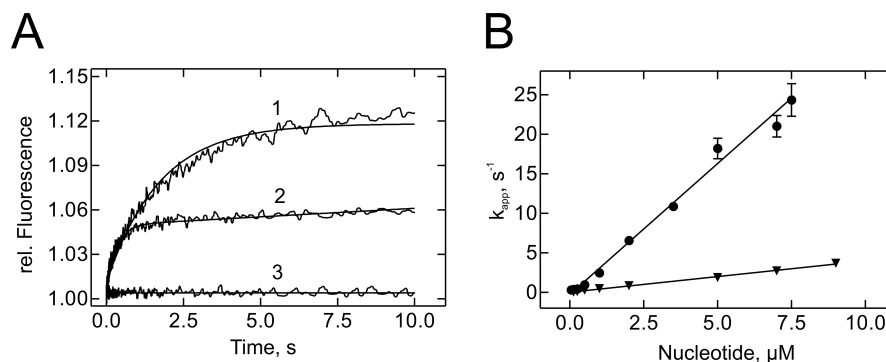 A
rel. Fluorescence
1.15
1.12
1.09
1.06
1.03
1.00
1
2
3
0.0 2.5 5.0 7.5 10.0
Time, s
B
k_app, s⁻¹
25
20
15
10
5
0
0.0 2.5 5.0 7.5 10.0
Nucleotide, µM